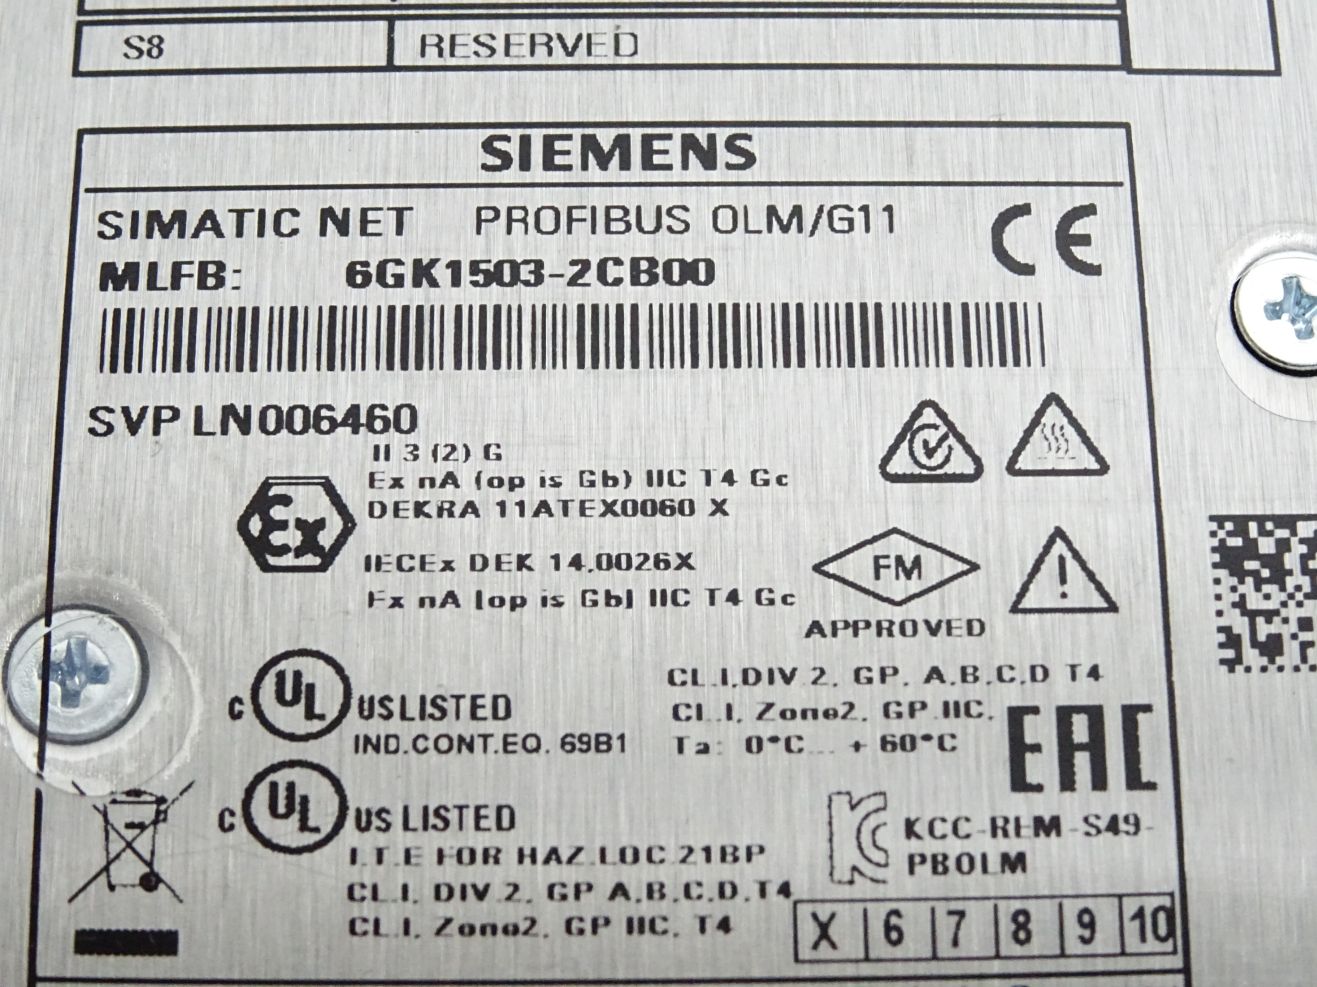 S8 RESERVED
SIEMENS
SIMATIC NET PROFIBUS OLM/G11
CE
MLFB: 6GK1503-2CB00
SVP LN006460
II 3 (2) G
Ex nA (op is Gb) IIC T4 Gc
DEKRA 11ATEX0060 X
Ex
IECEx DEK 14.0026X
Ex nA [op is Gb] IIC T4 Gc
FM
APPROVED
c UL US LISTED
IND.CONT.EQ. 69B1
CL.I,DIV.2, GP. A.B.C.D T4
CL.I, Zone2, GP.IIC.
Ta: 0°C... +60°C
EAC
c UL US LISTED
I.T.E FOR HAZ.LOC.21BP
CL.I, DIV.2, GP A.B.C.D.T4
CL.I, Zone2, GP IIC, T4
KCC-REM-S49-
PBOLM
X 6 7 8 9 10